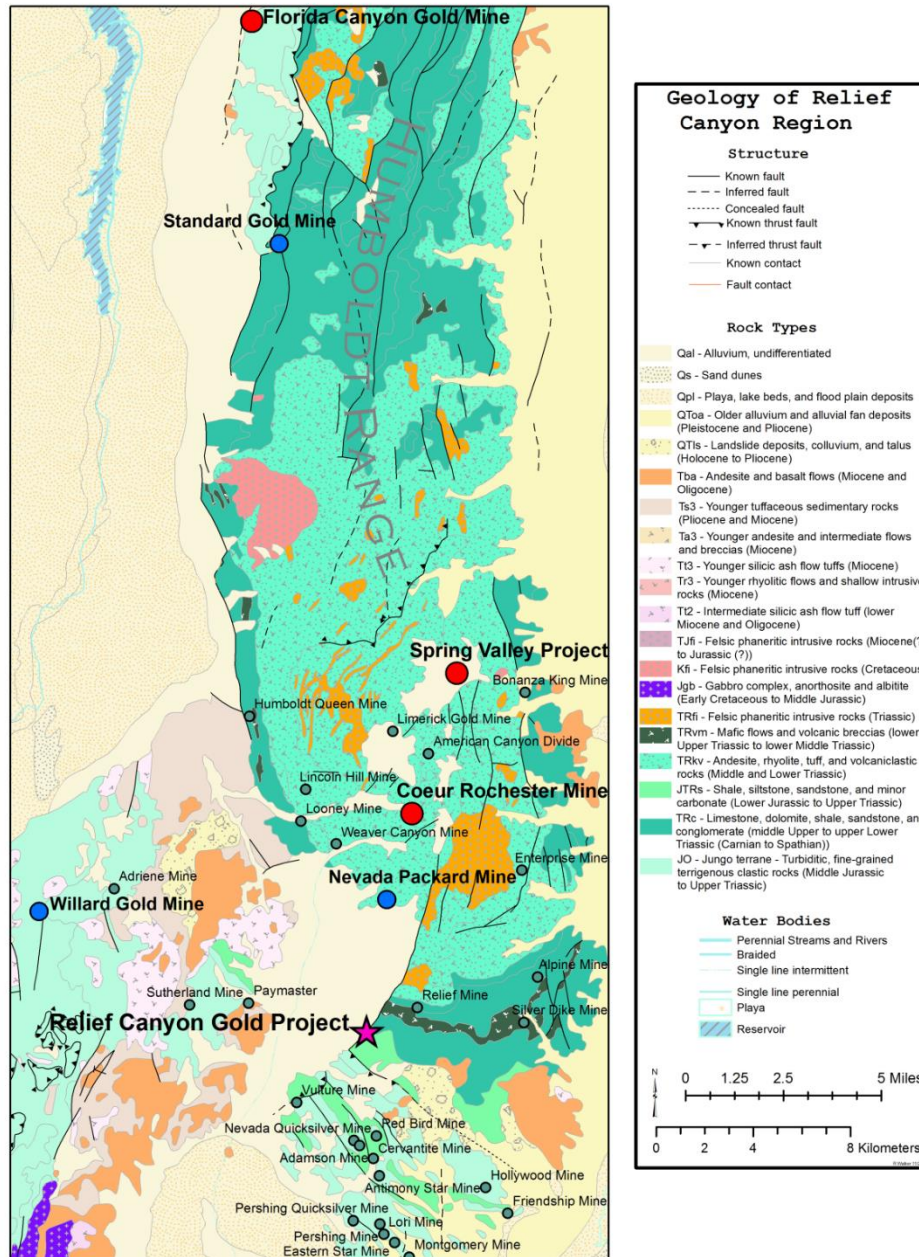 Florida Canyon Gold Mine
HUMBOLDT RANGE
Standard Gold Mine
Spring Valley Project
Bonanza King Mine
Humboldt Queen Mine
Limerick Gold Mine
American Canyon Divide
Lincoln Hill Mine
Coeur Rochester Mine
Looney Mine
Weaver Canyon Mine
Enterprise Mine
Adriene Mine
Nevada Packard Mine
Willard Gold Mine
Alpine Mine
Sutherland Mine
Paymaster
Relief Mine
Silver Dike Mine
Relief Canyon Gold Project
Vulture Mine
Nevada Quicksilver Mine
Red Bird Mine
Cervantite Mine
Adamson Mine
Antimony Star Mine
Hollywood Mine
Friendship Mine
Pershing Quicksilver Mine
Lori Mine
Pershing Mine
Montgomery Mine
Eastern Star Mine
Geology of Relief
Canyon Region
Structure
Known fault
Inferred fault
Concealed fault
Known thrust fault
Inferred thrust fault
Known contact
Fault contact
Rock Types
Qal - Alluvium, undifferentiated
Qs - Sand dunes
Qpl - Playa, lake beds, and flood plain deposits
QToa - Older alluvium and alluvial fan deposits
(Pleistocene and Pliocene)
QTls - Landslide deposits, colluvium, and talus
(Holocene to Pliocene)
Tba - Andesite and basalt flows (Miocene and
Oligocene)
Ts3 - Younger tuffaceous sedimentary rocks
(Pliocene and Miocene)
Ta3 - Younger andesite and intermediate flows
and breccias (Miocene)
Tt3 - Younger silicic ash flow tuffs (Miocene)
Tr3 - Younger rhyolitic flows and shallow intrusive
rocks (Miocene)
Tt2 - Intermediate silicic ash flow tuff (lower
Miocene and Oligocene)
TJfi - Felsic phaneritic intrusive rocks (Miocene(?
to Jurassic (?))
Kfi - Felsic phaneritic intrusive rocks (Cretaceous
Jgb - Gabbro complex, anorthosite and albitite
(Early Cretaceous to Middle Jurassic)
TRfi - Felsic phaneritic intrusive rocks (Triassic)
TRvm - Mafic flows and volcanic breccias (lower
Upper Triassic to lower Middle Triassic)
TRkv - Andesite, rhyolite, tuff, and volcaniclastic
rocks (Middle and Lower Triassic)
JTRs - Shale, siltstone, sandstone, and minor
carbonate (Lower Jurassic to Upper Triassic)
TRc - Limestone, dolomite, shale, sandstone, an
conglomerate (middle Upper to upper Lower
Triassic (Carnian to Spathian))
JO - Jungo terrane - Turbiditic, fine-grained
terrigenous clastic rocks (Middle Jurassic
to Upper Triassic)
Water Bodies
Perennial Streams and Rivers
Braided
Single line intermittent
Single line perennial
Playa
Reservoir
N
0 1.25 2.5 5 Miles
0 2 4 8 Kilometers